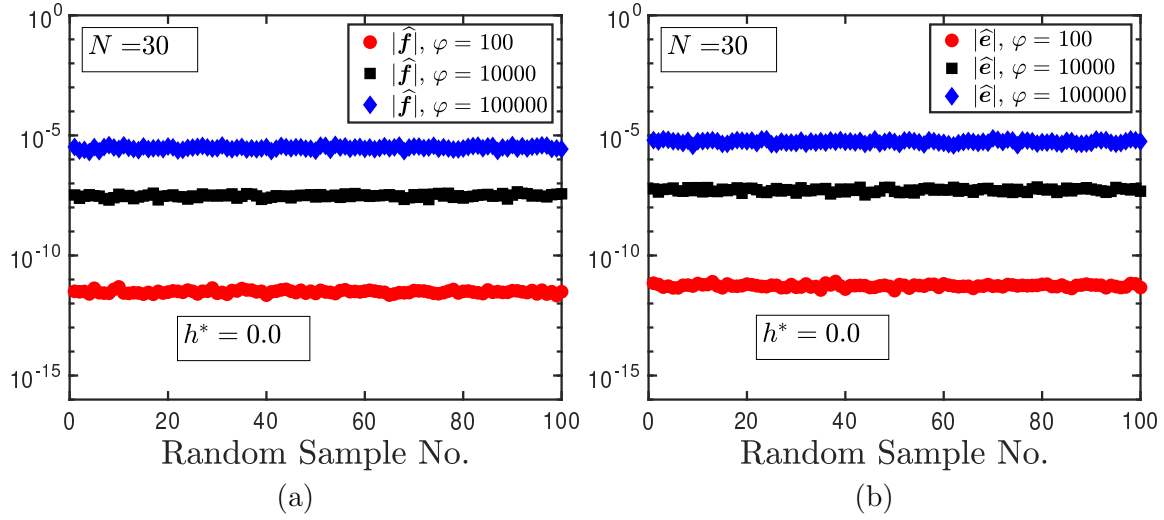 10^0
N =30
|f̂|, φ = 100
|f̂|, φ = 10000
|f̂|, φ = 100000
10^-5
10^-10
h* = 0.0
10^-15
0 20 40 60 80 100
Random Sample No.
(a)
10^0
N =30
|ê|, φ = 100
|ê|, φ = 10000
|ê|, φ = 100000
10^-5
10^-10
h* = 0.0
10^-15
0 20 40 60 80 100
Random Sample No.
(b)